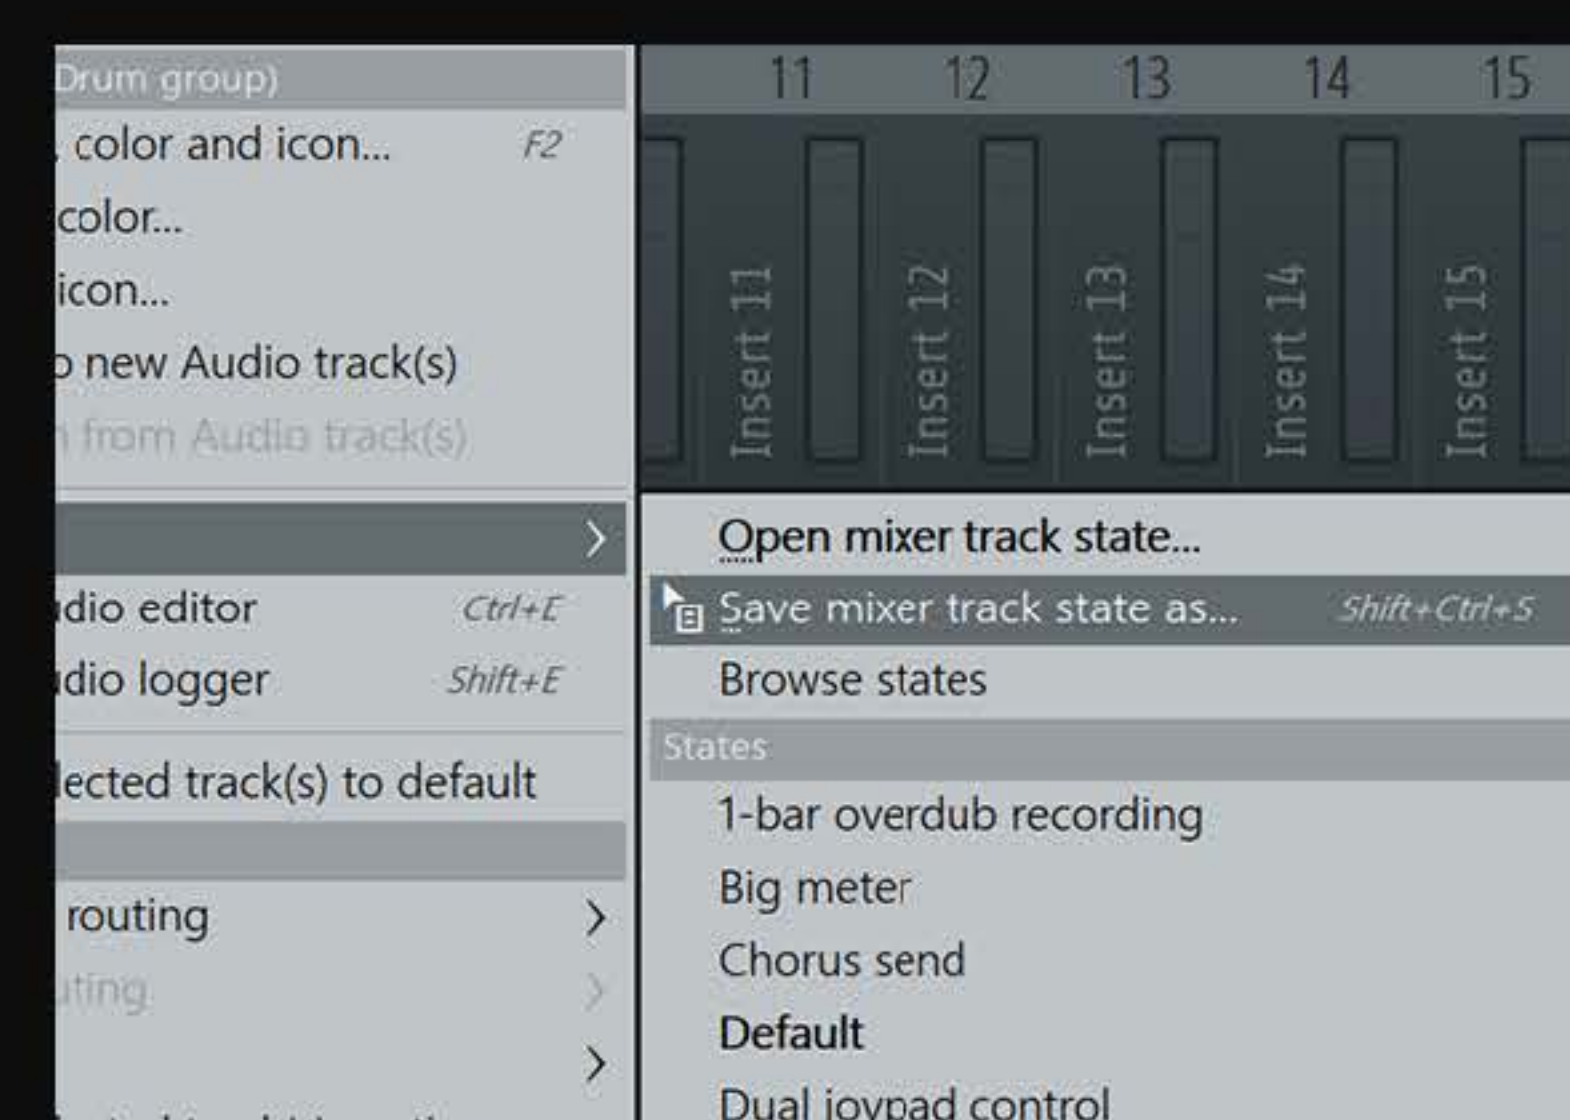 Drum group)
, color and icon... F2
color...
icon...
new Audio track(s)
from Audio track(s)
editor Ctrl+E
logger Shift+E
track(s) to default
routing
11 12 13 14 15
Insert 11
Insert 12
Insert 13
Insert 14
Insert 15
Open mixer track state...
Save mixer track state as... Shift+Ctrl+S
Browse states
States
1-bar overdub recording
Big meter
Chorus send
Default
Dual joypad control